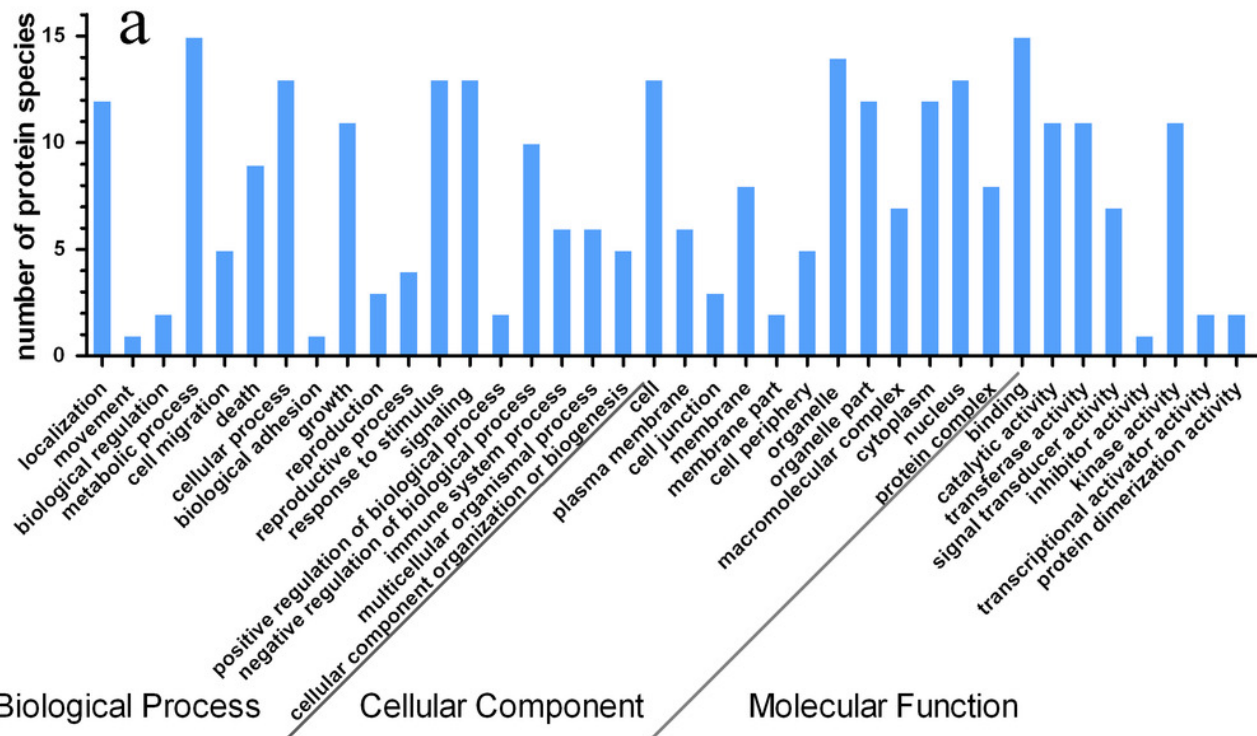 a
number of protein species
15
10
5
0
localization
movement
biological regulation
metabolic process
cell migration
death
cellular process
biological adhesion
growth
reproduction
reproductive process
response to stimulus
signaling
positive regulation of biological process
negative regulation of biological process
immune system process
multicellular organismal process
cellular component organization or biogenesis
cell
plasma membrane
cell junction
membrane
membrane part
cell periphery
organelle
organelle part
macromolecular complex
cytoplasm
nucleus
protein complex
binding
catalytic activity
transferase activity
signal transducer activity
inhibitor activity
kinase activity
transcriptional activator activity
protein dimerization activity
Biological Process
Cellular Component
Molecular Function